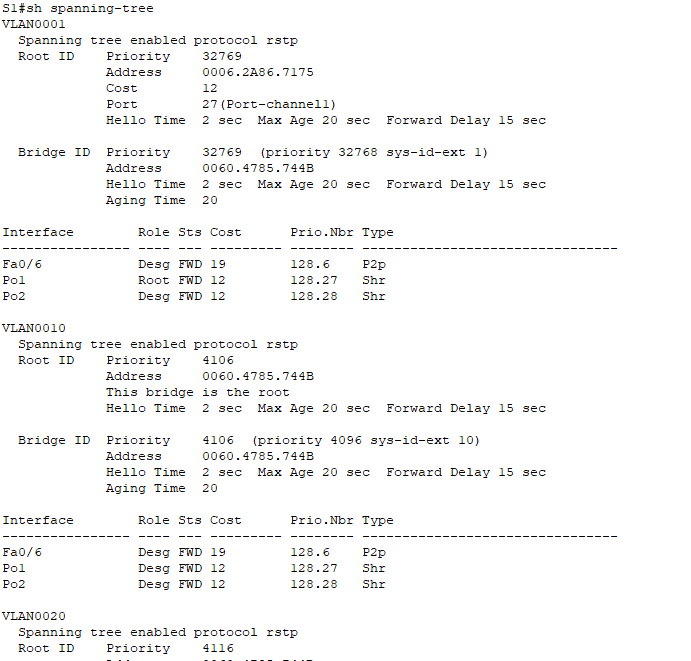 S1#sh spanning-tree
VLAN0001
  Spanning tree enabled protocol rstp
  Root ID    Priority    32769
             Address     0006.2A86.7175
             Cost        12
             Port        27(Port-channel1)
             Hello Time  2 sec  Max Age 20 sec  Forward Delay 15 sec

  Bridge ID  Priority    32769  (priority 32768 sys-id-ext 1)
             Address     0060.4785.744B
             Hello Time  2 sec  Max Age 20 sec  Forward Delay 15 sec
             Aging Time  20

Interface        Role Sts Cost      Prio.Nbr Type
---------------- ---- --- --------- -------- --------------------------------
Fa0/6            Desg FWD 19        128.6    P2p
Po1              Root FWD 12        128.27   Shr
Po2              Desg FWD 12        128.28   Shr

VLAN0010
  Spanning tree enabled protocol rstp
  Root ID    Priority    4106
             Address     0060.4785.744B
             This bridge is the root
             Hello Time  2 sec  Max Age 20 sec  Forward Delay 15 sec

  Bridge ID  Priority    4106  (priority 4096 sys-id-ext 10)
             Address     0060.4785.744B
             Hello Time  2 sec  Max Age 20 sec  Forward Delay 15 sec
             Aging Time  20

Interface        Role Sts Cost      Prio.Nbr Type
---------------- ---- --- --------- -------- --------------------------------
Fa0/6            Desg FWD 19        128.6    P2p
Po1              Desg FWD 12        128.27   Shr
Po2              Desg FWD 12        128.28   Shr

VLAN0020
  Spanning tree enabled protocol rstp
  Root ID    Priority    4116